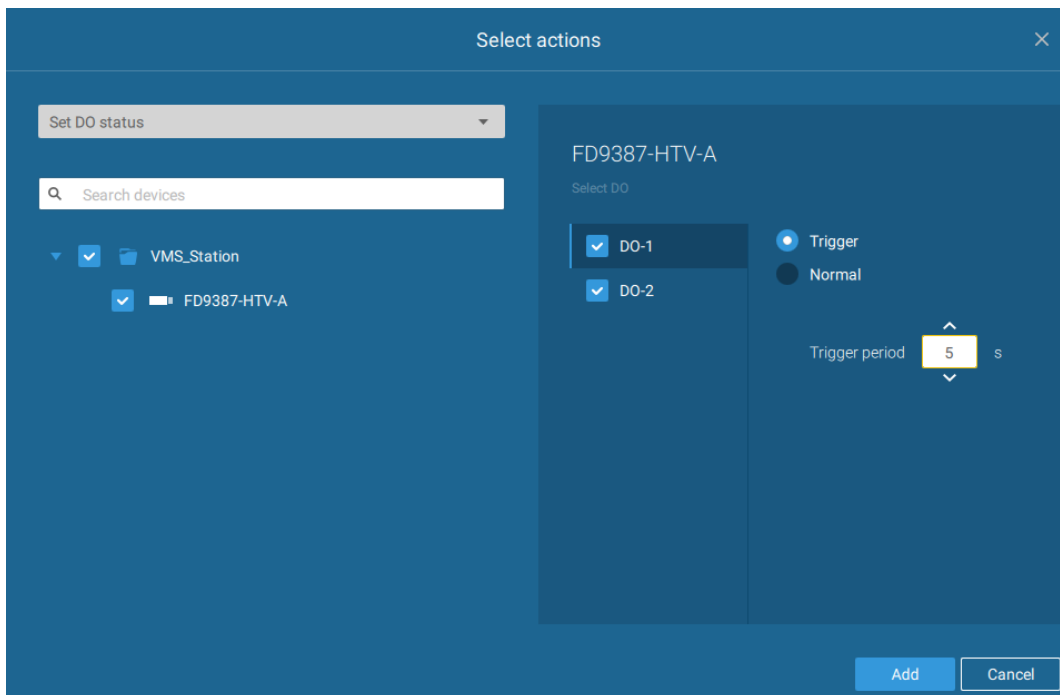 Select actions
Set DO status
Search devices
VMS_Station
FD9387-HTV-A
FD9387-HTV-A
Select DO
DO-1
DO-2
Trigger
Normal
Trigger period 5 s
Add Cancel